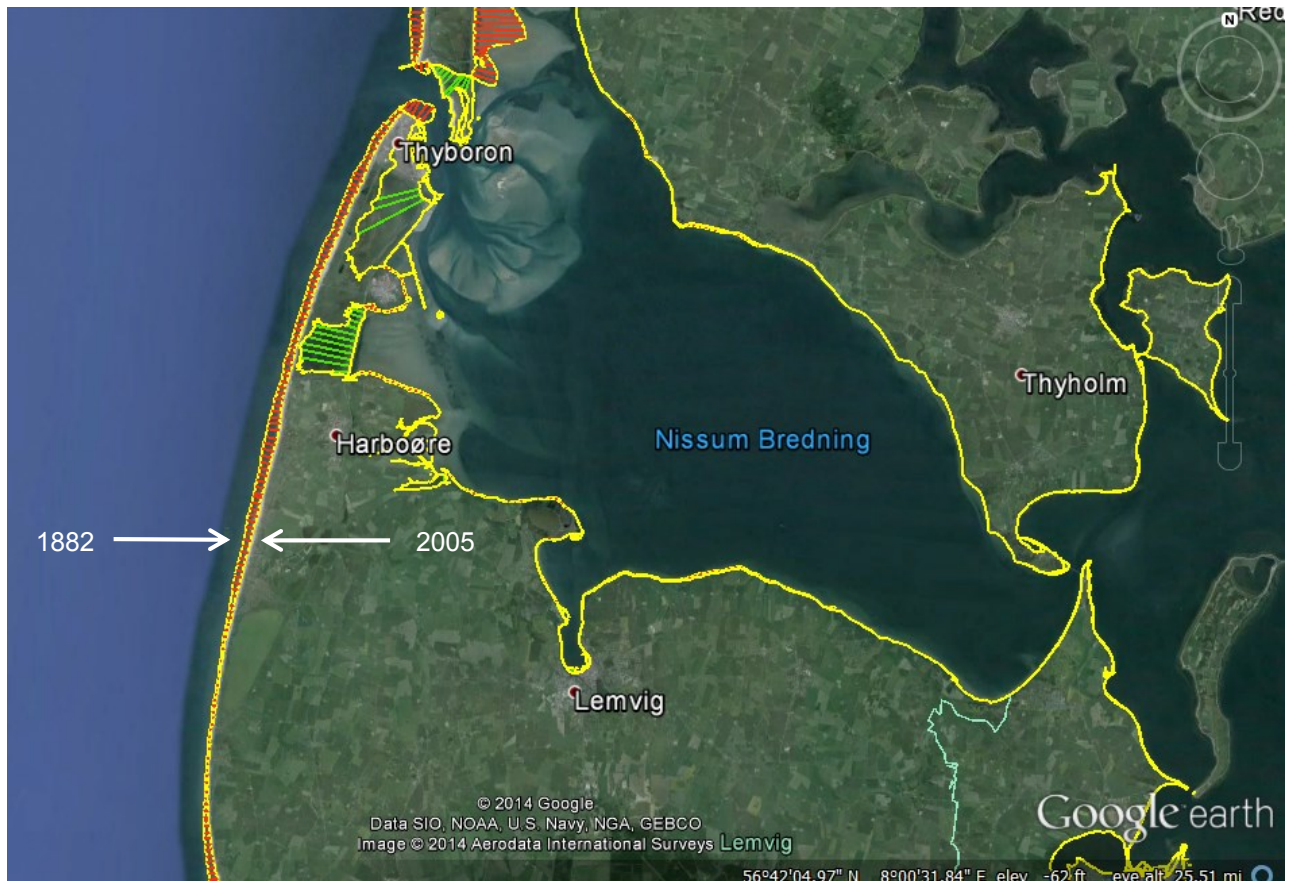 N
Red
Thyboron
Thyholm
Harboøre
Nissum Bredning
1882
2005
Lemvig
© 2014 Google
Data SIO, NOAA, U.S. Navy, NGA, GEBCO
Image © 2014 Aerodata International Surveys
Lemvig
Google earth
56°42'04.97" N 8°00'31.84" E elev -62 ft eye alt 25.51 mi